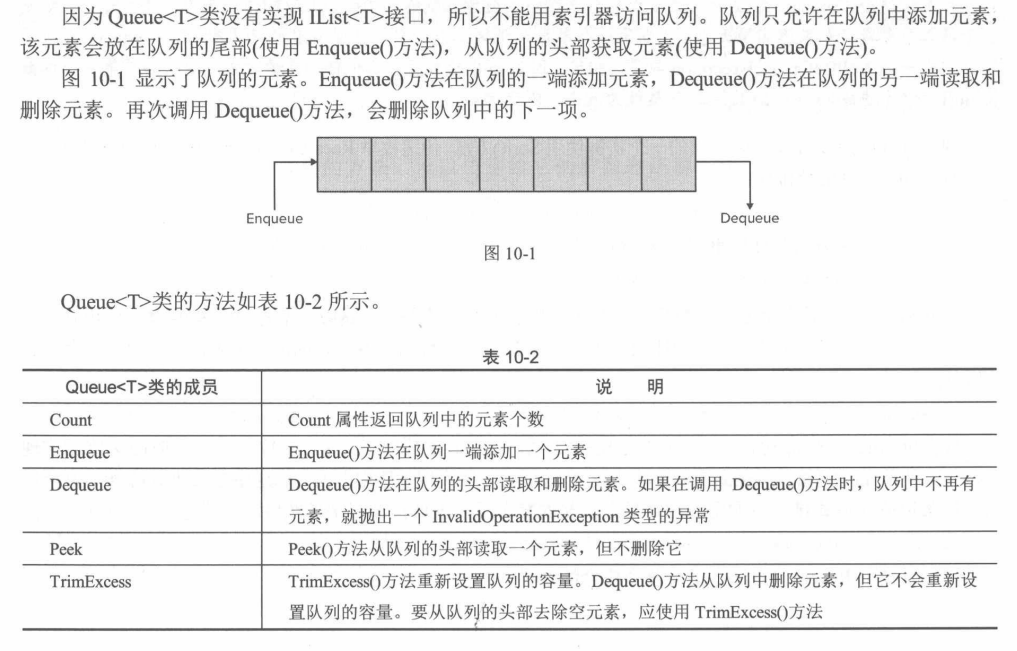 因为 Queue<T>类没有实现 IList<T>接口，所以不能用索引器访问队列。队列只允许在队列中添加元素，
该元素会放在队列的尾部(使用 Enqueue()方法)，从队列的头部获取元素(使用 Dequeue()方法)。
图 10-1 显示了队列的元素。Enqueue()方法在队列的一端添加元素，Dequeue()方法在队列的另一端读取和
删除元素。再次调用 Dequeue()方法，会删除队列中的下一项。
Enqueue Dequeue
图 10-1
Queue<T>类的方法如表 10-2 所示。
表 10-2
Queue<T>类的成员 说 明
Count Count 属性返回队列中的元素个数
Enqueue Enqueue()方法在队列一端添加一个元素
Dequeue Dequeue()方法在队列的头部读取和删除元素。如果在调用 Dequeue()方法时，队列中不再有
元素，就抛出一个 InvalidOperationException 类型的异常
Peek Peek()方法从队列的头部读取一个元素，但不删除它
TrimExcess TrimExcess()方法重新设置队列的容量。Dequeue()方法从队列中删除元素，但它不会重新设
置队列的容量。要从队列的头部去除空元素，应使用 TrimExcess()方法